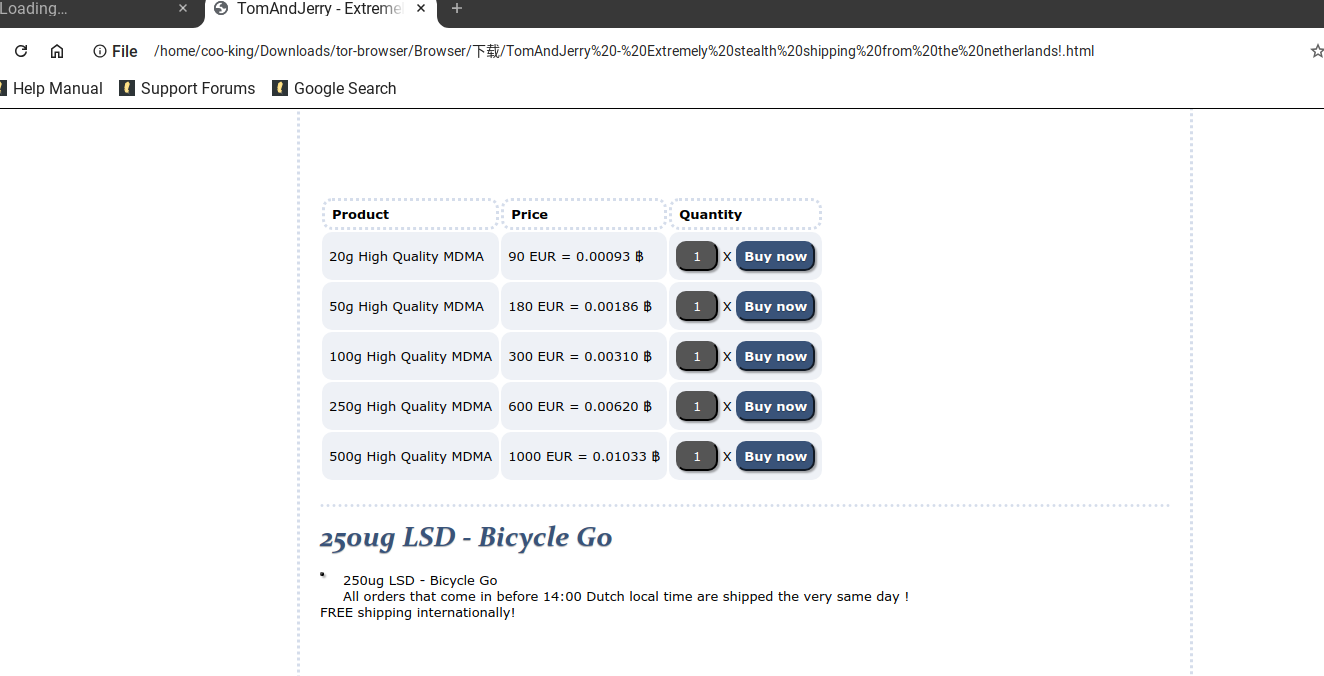 Loading...
TomAndJerry - Extreme
File /home/coo-king/Downloads/tor-browser/Browser/下载/TomAndJerry%20-%20Extremely%20stealth%20shipping%20from%20the%20netherlands!.html
Help Manual Support Forums Google Search
Product Price Quantity
20g High Quality MDMA 90 EUR = 0.00093 ฿ 1 X Buy now
50g High Quality MDMA 180 EUR = 0.00186 ฿ 1 X Buy now
100g High Quality MDMA 300 EUR = 0.00310 ฿ 1 X Buy now
250g High Quality MDMA 600 EUR = 0.00620 ฿ 1 X Buy now
500g High Quality MDMA 1000 EUR = 0.01033 ฿ 1 X Buy now
250ug LSD - Bicycle Go
250ug LSD - Bicycle Go
All orders that come in before 14:00 Dutch local time are shipped the very same day !
FREE shipping internationally!